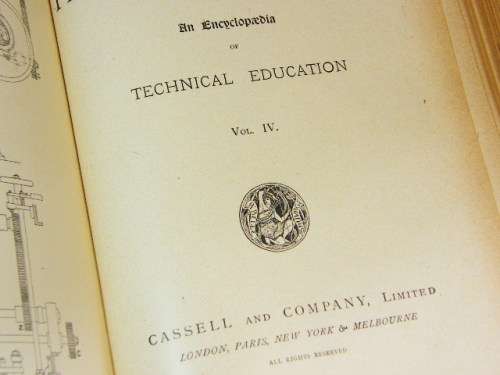 An Encyclopædia
OF
TECHNICAL EDUCATION
VOL. IV.
CASSELL AND COMPANY, LIMITED
LONDON, PARIS, NEW YORK & MELBOURNE
ALL RIGHTS RESERVED